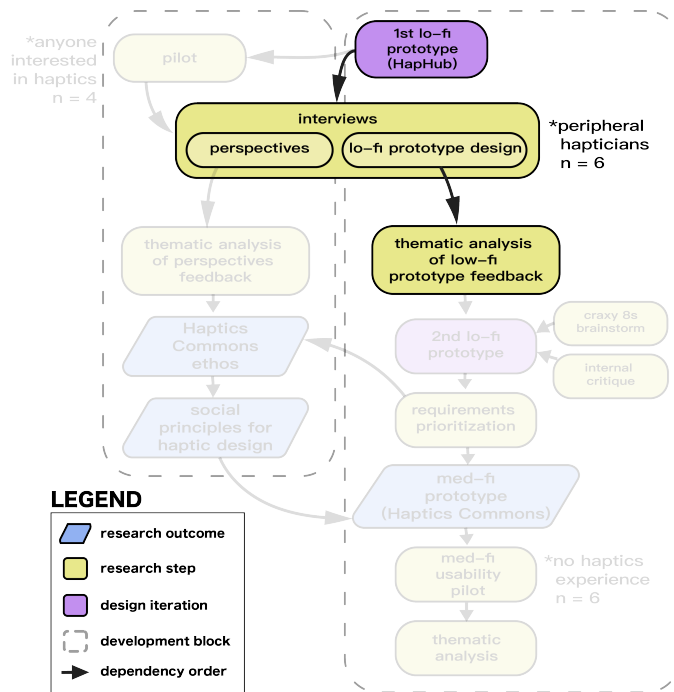 *anyone
interested
in haptics
n = 4
pilot
1st lo-fi
prototype
(HapHub)
interviews
perspectives
lo-fi prototype design
*peripheral
hapticians
n = 6
thematic analysis
of perspectives
feedback
thematic analysis
of low-fi
prototype feedback
Haptics
Commons
ethos
2nd lo-fi
prototype
craxy 8s
brainstorm
internal
critique
social
principles for
haptic design
requirements
prioritization
med-fi
prototype
(Haptics Commons)
med-fi
usability
pilot
*no haptics
experience
n = 6
thematic
analysis
LEGEND
research outcome
research step
design iteration
development block
dependency order